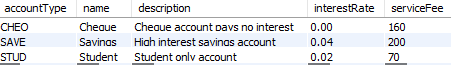 accountType name description interestRate serviceFee
CHEQ Cheque Cheque account pays no interest 0.00 160
SAVE Savings High interest savings account 0.04 200
STUD Student Student only account 0.02 70